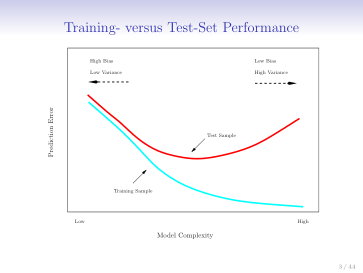 Training- versus Test-Set Performance
High Bias
Low Variance
Low Bias
High Variance
Prediction Error
Test Sample
Training Sample
Low
High
Model Complexity
3 / 44